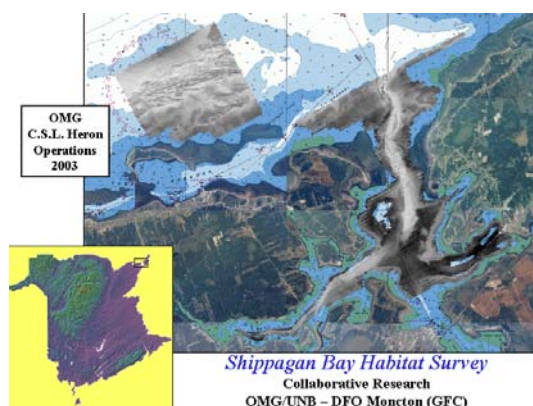 OMG
C.S.L. Heron
Operations
2003
Shippagan Bay Habitat Survey
Collaborative Research
OMG/UNB – DFO Moncton (GFC)